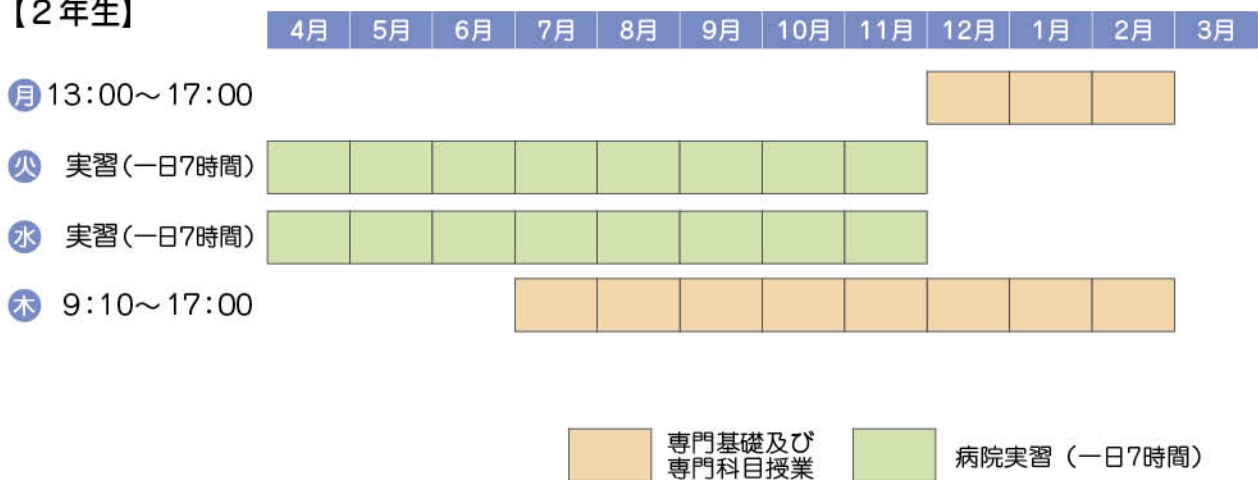 【2年生】
4月 5月 6月 7月 8月 9月 10月 11月 12月 1月 2月 3月
月 13:00～17:00
火 実習(一日7時間)
水 実習(一日7時間)
木 9:10～17:00
専門基礎及び
専門科目授業
病院実習（一日7時間）